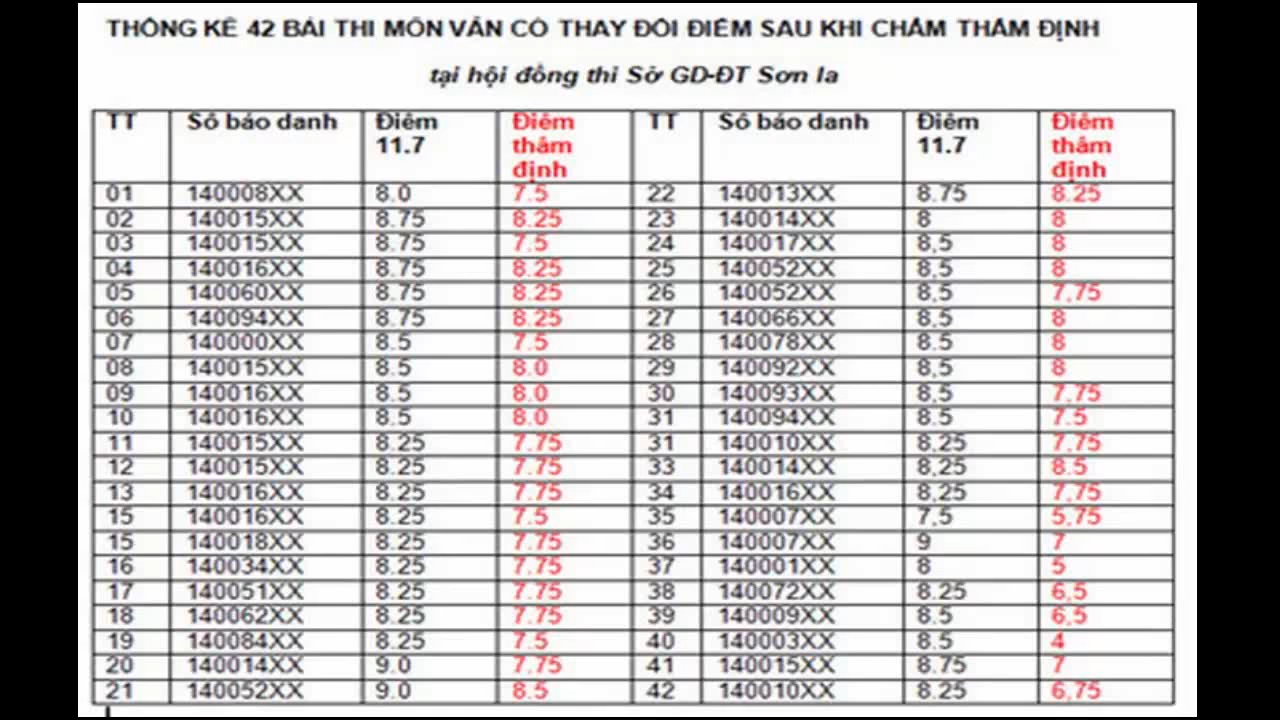 THỐNG KÊ 42 BÀI THI MÔN VĂN CÓ THAY ĐỔI ĐIỂM SAU KHI CHẤM THẨM ĐỊNH
tại hội đồng thi Sở GD-ĐT Sơn la
TT Số báo danh Điểm 11.7 Điểm thẩm định TT Số báo danh Điểm 11.7 Điểm thẩm định
01 140008XX 8.0 7.5 22 140013XX 8.75 8.25
02 140015XX 8.75 8.25 23 140014XX 8 8
03 140015XX 8.75 7.5 24 140017XX 8,5 8
04 140016XX 8.75 8.25 25 140052XX 8,5 8
05 140060XX 8.75 8.25 26 140052XX 8,5 7,75
06 140094XX 8.75 8.25 27 140066XX 8,5 8
07 140000XX 8.5 7.5 28 140078XX 8.5 8
08 140015XX 8.5 8.0 29 140092XX 8,5 8
09 140016XX 8.5 8.0 30 140093XX 8,5 7,75
10 140016XX 8.5 8.0 31 140094XX 8.5 7.5
11 140015XX 8.25 7.75 31 140010XX 8,25 7,75
12 140015XX 8.25 7.75 33 140014XX 8,25 8.5
13 140016XX 8.25 7.75 34 140016XX 8,25 7,75
15 140016XX 8.25 7.5 35 140007XX 7,5 5,75
15 140018XX 8.25 7.75 36 140007XX 9 7
16 140034XX 8.25 7.75 37 140001XX 8 5
17 140051XX 8.25 7.75 38 140072XX 8.25 6,5
18 140062XX 8.25 7.75 39 140009XX 8.5 6,5
19 140084XX 8.25 7.5 40 140003XX 8.5 4
20 140014XX 9.0 7.75 41 140015XX 8.75 7
21 140052XX 9.0 8.5 42 140010XX 8.25 6,75